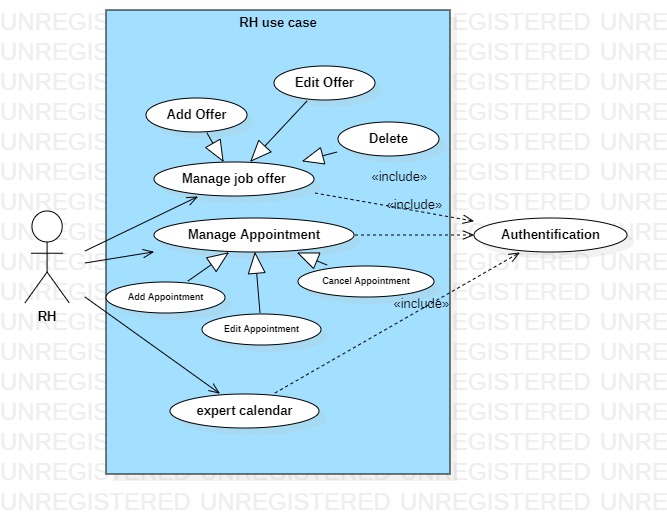 RH use case
Edit Offer
Add Offer
Delete
Manage job offer
«include»
«include»
Manage Appointment
Authentification
Cancel Appointment
Add Appointment
«include»
RH
Edit Appointment
expert calendar
UNREGISTERED UNREGISTERED UNREGISTERED UNRE